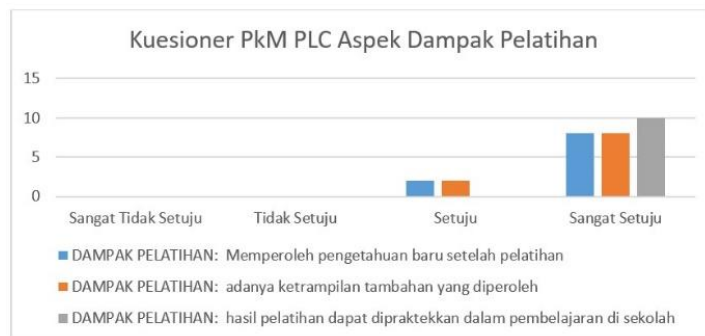 Kuesioner PkM PLC Aspek Dampak Pelatihan
15
10
5
0
Sangat Tidak Setuju Tidak Setuju Setuju Sangat Setuju
DAMPAK PELATIHAN: Memperoleh pengetahuan baru setelah pelatihan
DAMPAK PELATIHAN: adanya ketrampilan tambahan yang diperoleh
DAMPAK PELATIHAN: hasil pelatihan dapat dipraktekkan dalam pembelajaran di sekolah